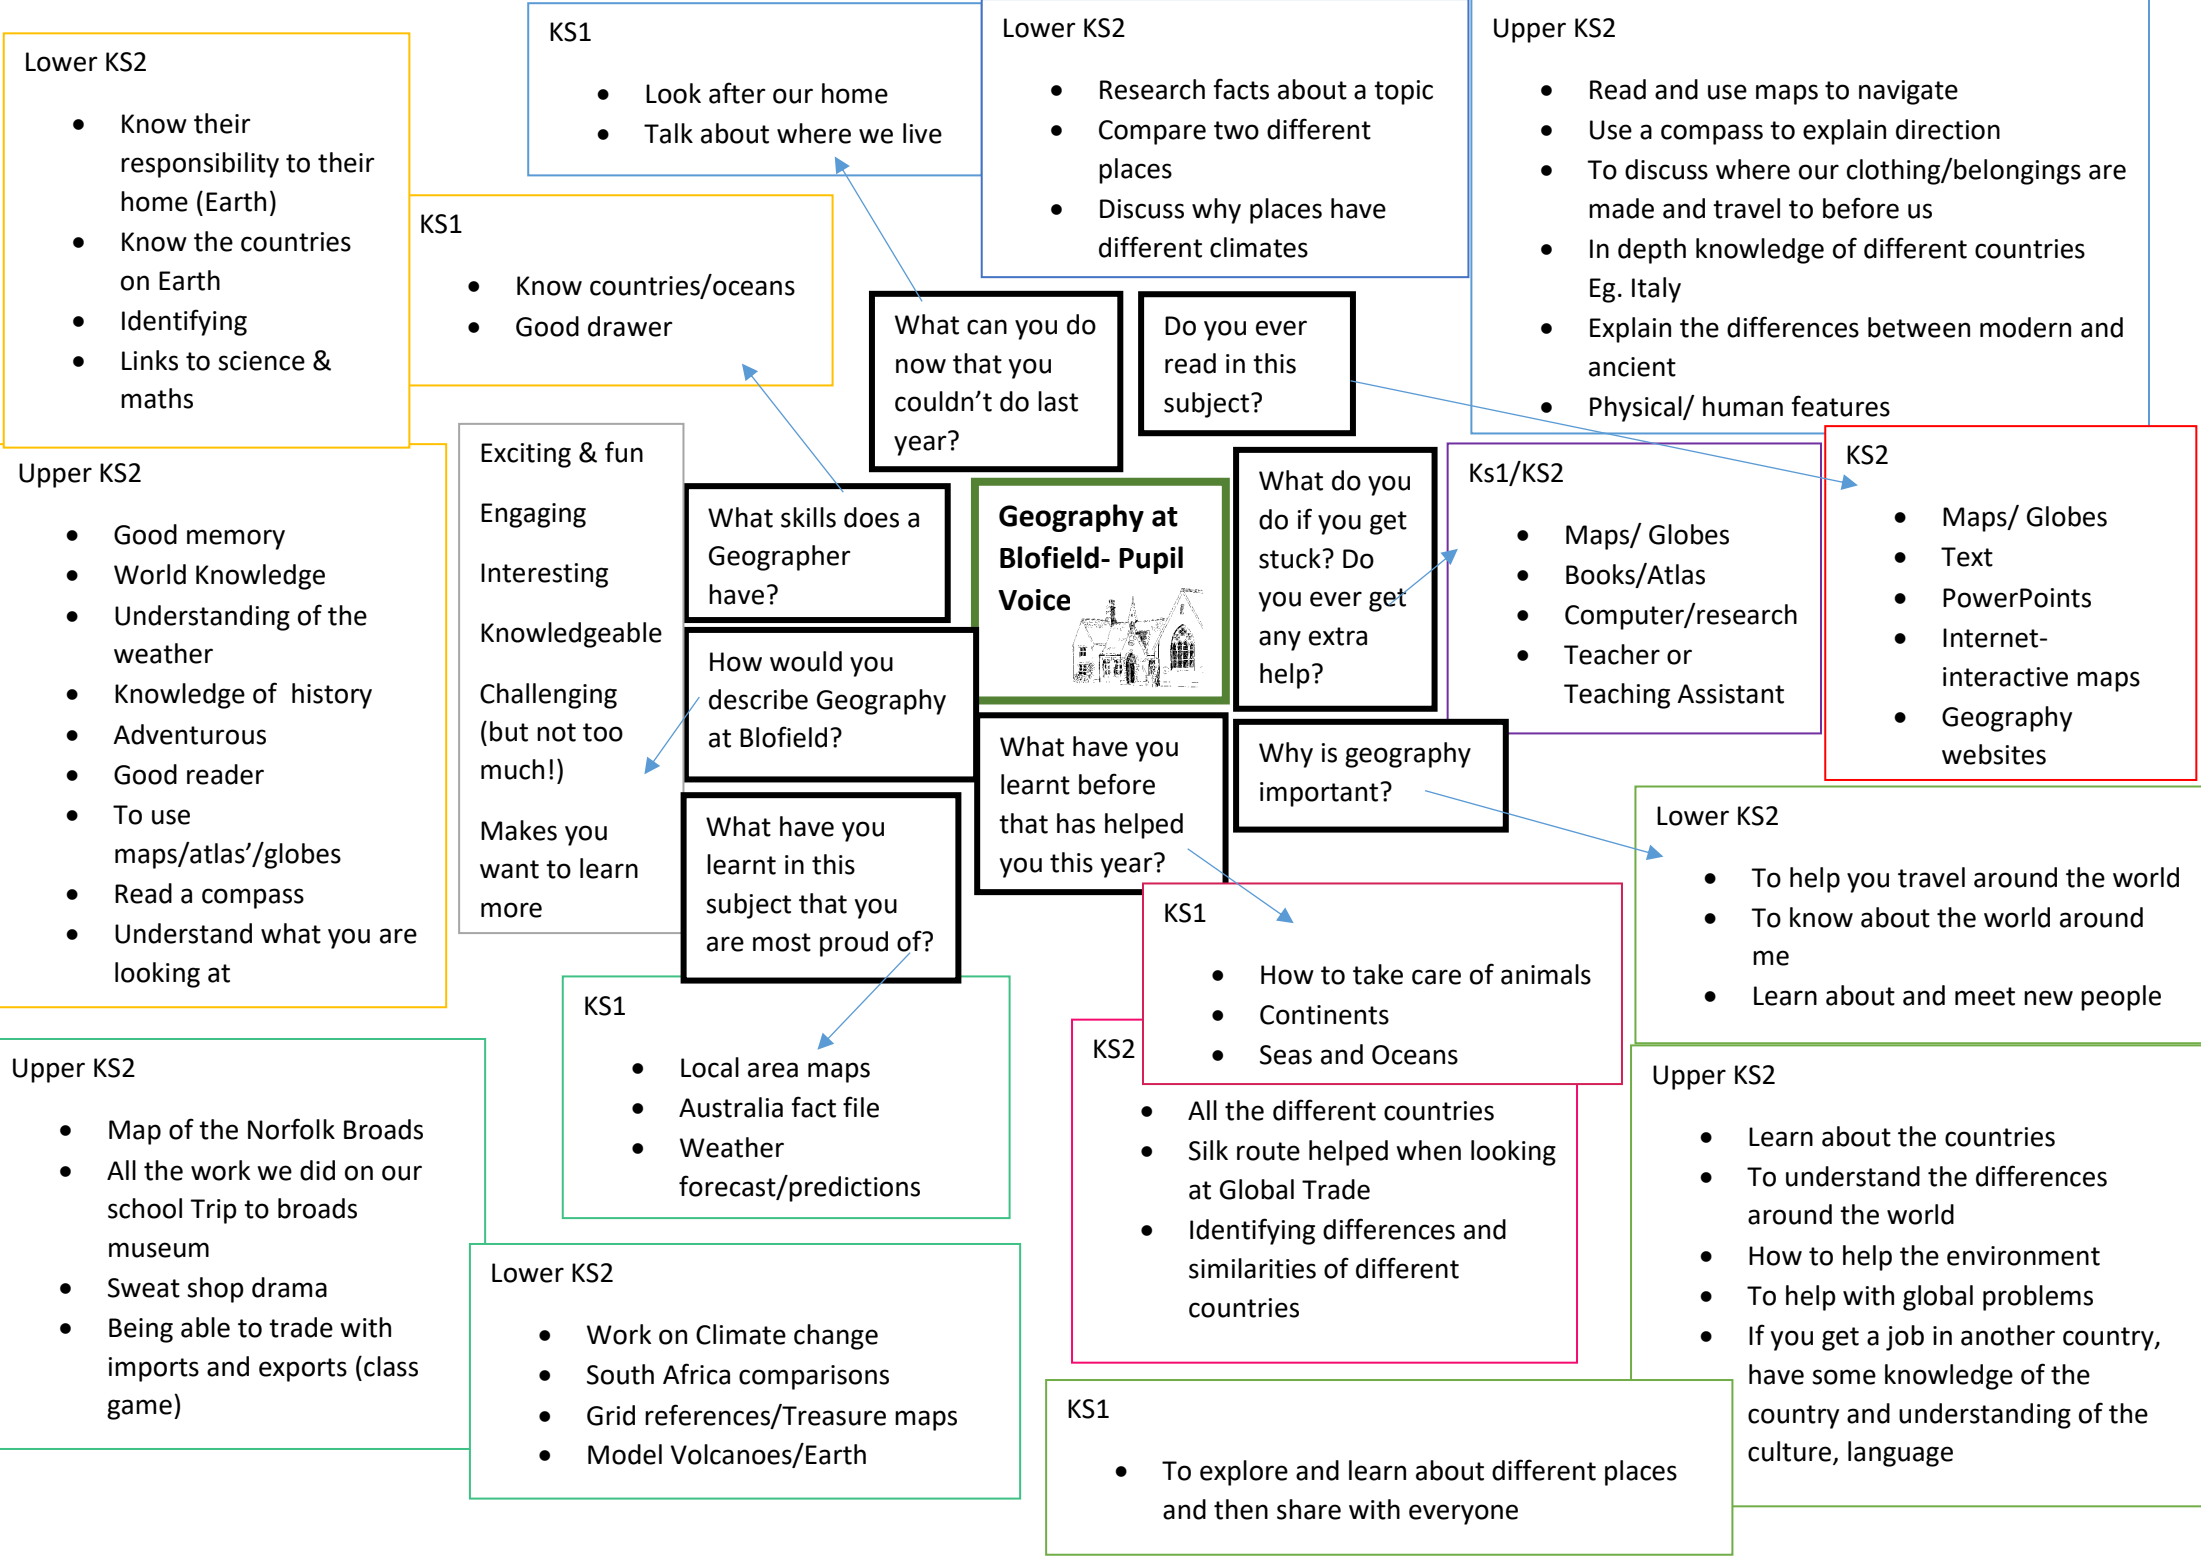 Lower KS2
• Know their
responsibility to their
home (Earth)
• Know the countries
on Earth
• Identifying
• Links to science &
maths
KS1
• Look after our home
• Talk about where we live
Lower KS2
• Research facts about a topic
• Compare two different
places
• Discuss why places have
different climates
Upper KS2
• Read and use maps to navigate
• Use a compass to explain direction
• To discuss where our clothing/belongings are
made and travel to before us
• In depth knowledge of different countries
Eg. Italy
• Explain the differences between modern and
ancient
• Physical/ human features
KS1
• Know countries/oceans
• Good drawer
What can you do
now that you
couldn’t do last
year?
Do you ever
read in this
subject?
Upper KS2
• Good memory
• World Knowledge
• Understanding of the
weather
• Knowledge of  history
• Adventurous
• Good reader
• To use
maps/atlas’/globes
• Read a compass
• Understand what you are
looking at
Exciting & fun
Engaging
Interesting
Knowledgeable
Challenging
(but not too
much!)
Makes you
want to learn
more
What skills does a
Geographer
have?
Geography at
Blofield- Pupil
Voice
What do you
do if you get
stuck? Do
you ever get
any extra
help?
Ks1/KS2
• Maps/ Globes
• Books/Atlas
• Computer/research
• Teacher or
Teaching Assistant
KS2
• Maps/ Globes
• Text
• PowerPoints
• Internet-
interactive maps
• Geography
websites
How would you
describe Geography
at Blofield?
What have you
learnt before
that has helped
you this year?
Why is geography
important?
What have you
learnt in this
subject that you
are most proud of?
Lower KS2
• To help you travel around the world
• To know about the world around
me
• Learn about and meet new people
KS1
• How to take care of animals
• Continents
• Seas and Oceans
KS1
• Local area maps
• Australia fact file
• Weather
forecast/predictions
KS2
• All the different countries
• Silk route helped when looking
at Global Trade
• Identifying differences and
similarities of different
countries
Upper KS2
• Map of the Norfolk Broads
• All the work we did on our
school Trip to broads
museum
• Sweat shop drama
• Being able to trade with
imports and exports (class
game)
Lower KS2
• Work on Climate change
• South Africa comparisons
• Grid references/Treasure maps
• Model Volcanoes/Earth
Upper KS2
• Learn about the countries
• To understand the differences
around the world
• How to help the environment
• To help with global problems
• If you get a job in another country,
have some knowledge of the
country and understanding of the
culture, language
KS1
• To explore and learn about different places
and then share with everyone